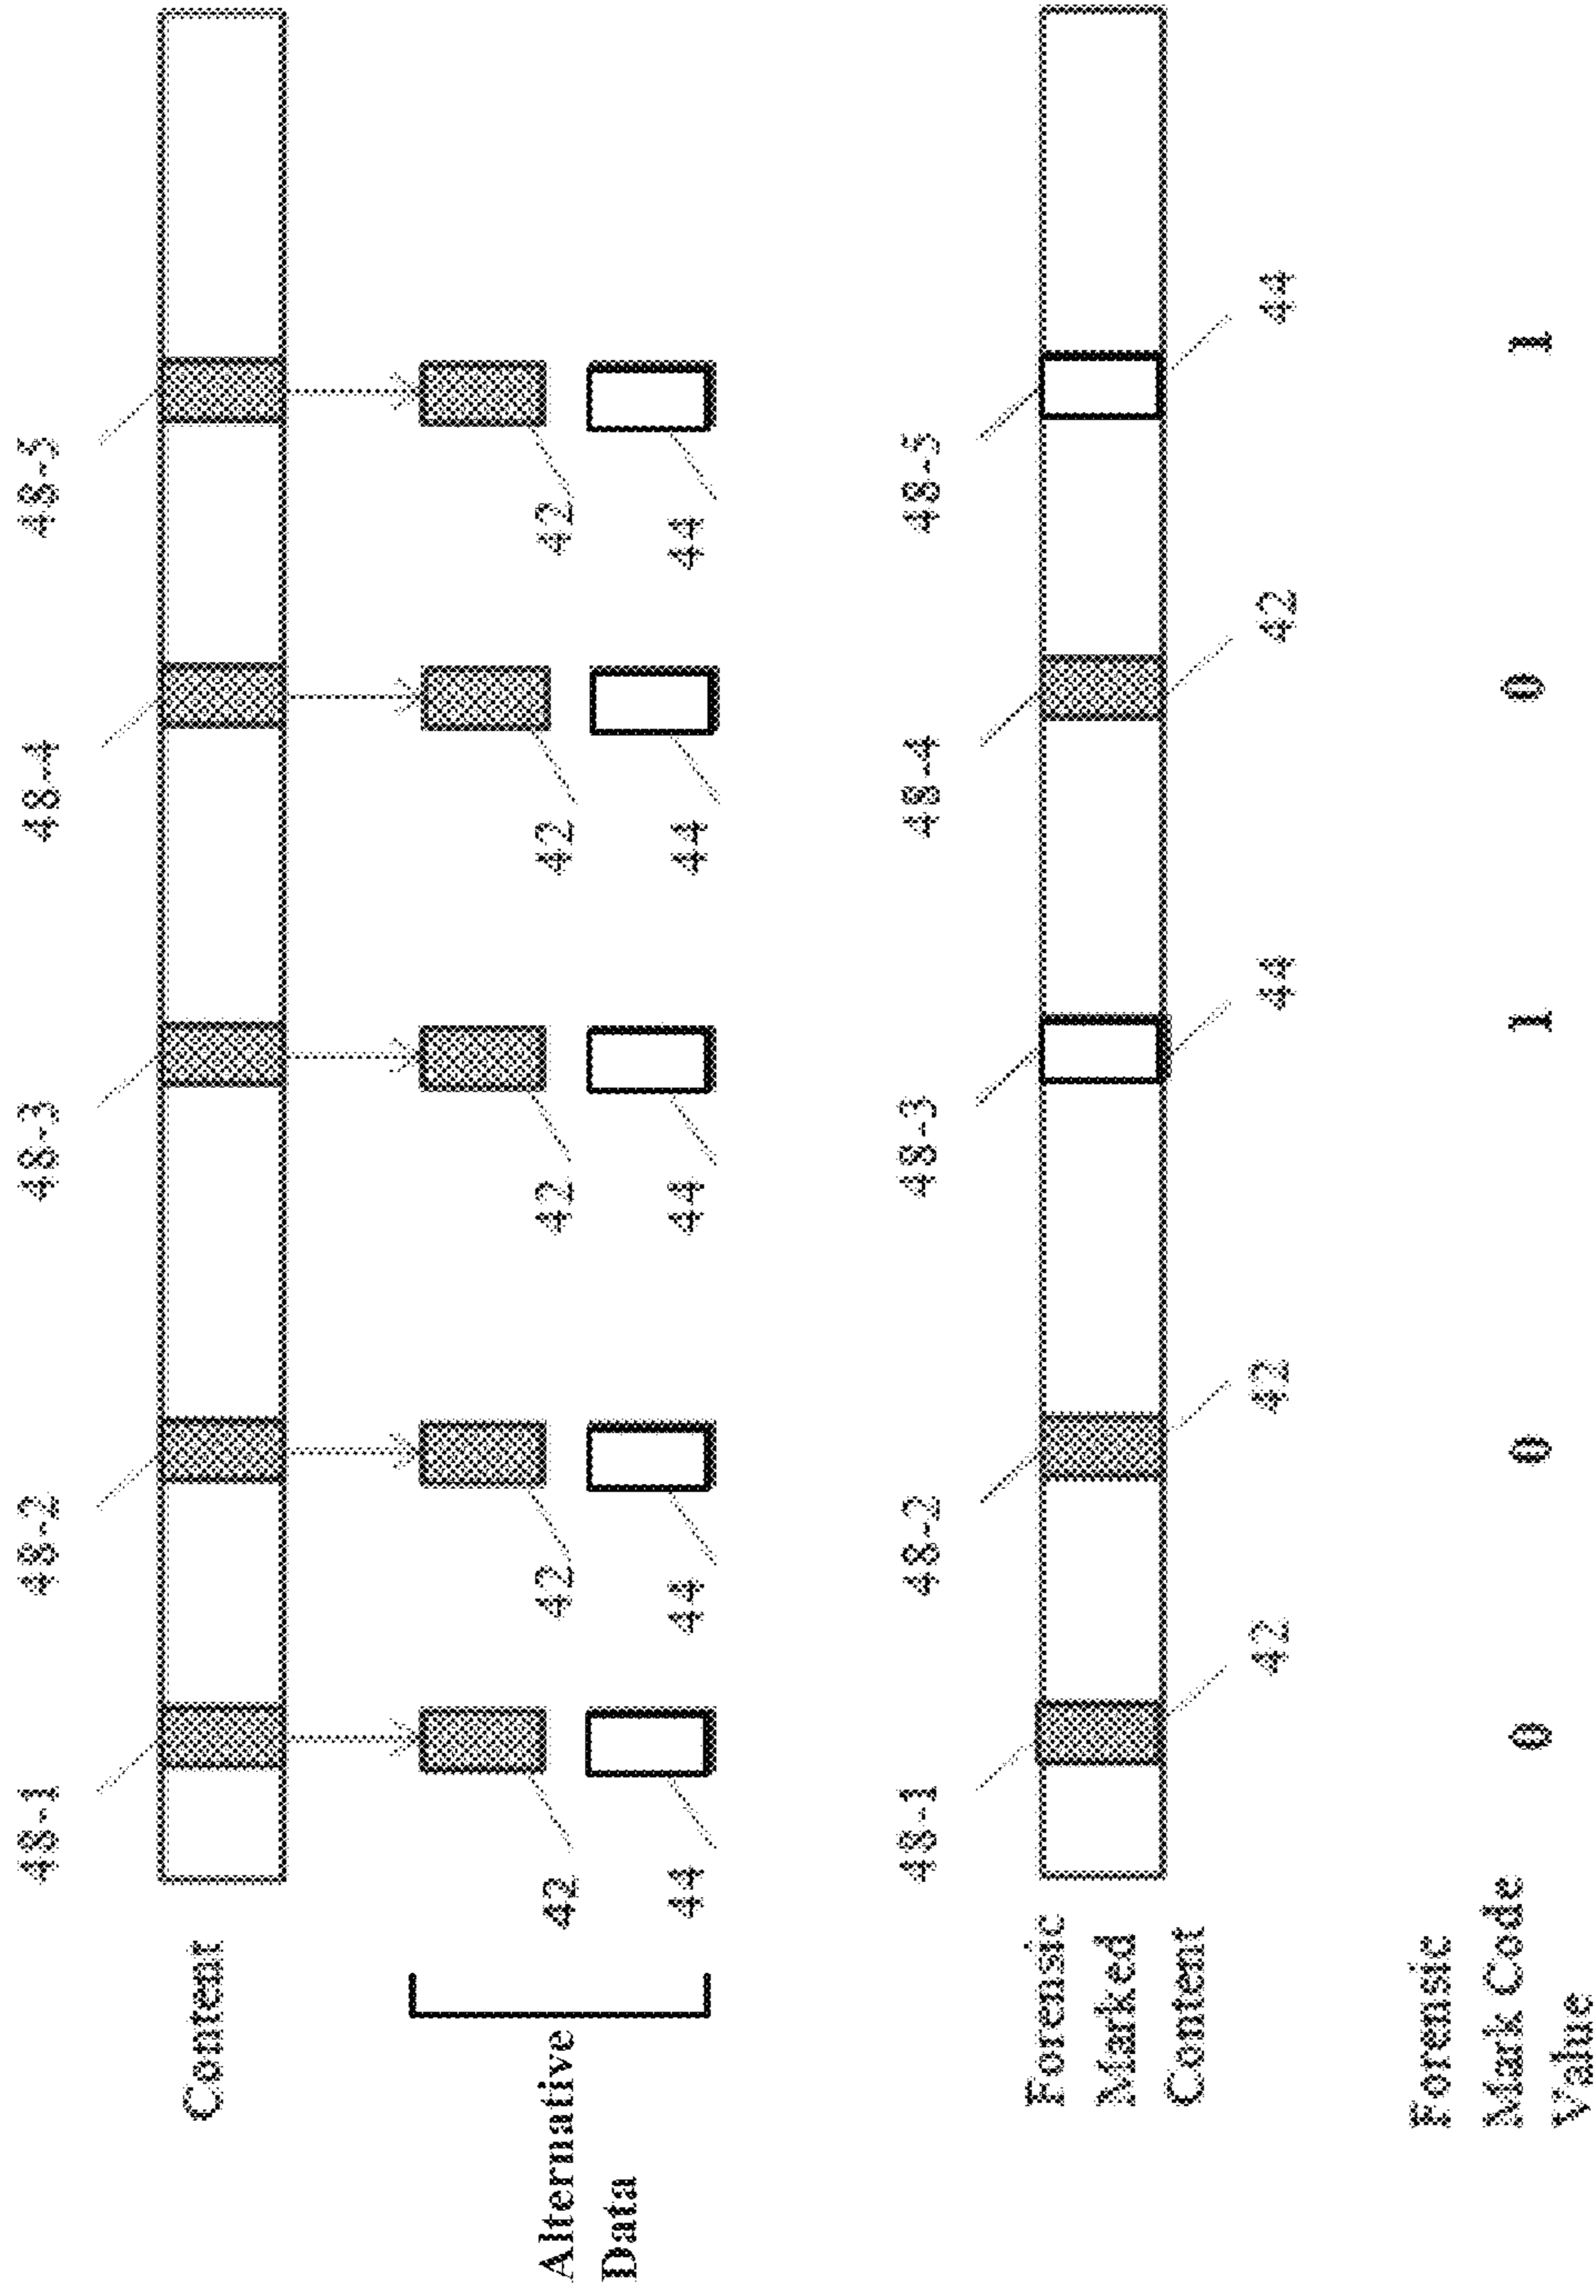 48-1 48-2 48-3 48-4 48-5
Content
42 42 42 42 42
Alternative
Data
44 44 44 44 44
48-1 48-2 48-3 48-4 48-5
Forensic
Marked
Content
42 42 44 42 44
Forensic
Mark Code
Value
0 0 1 0 1